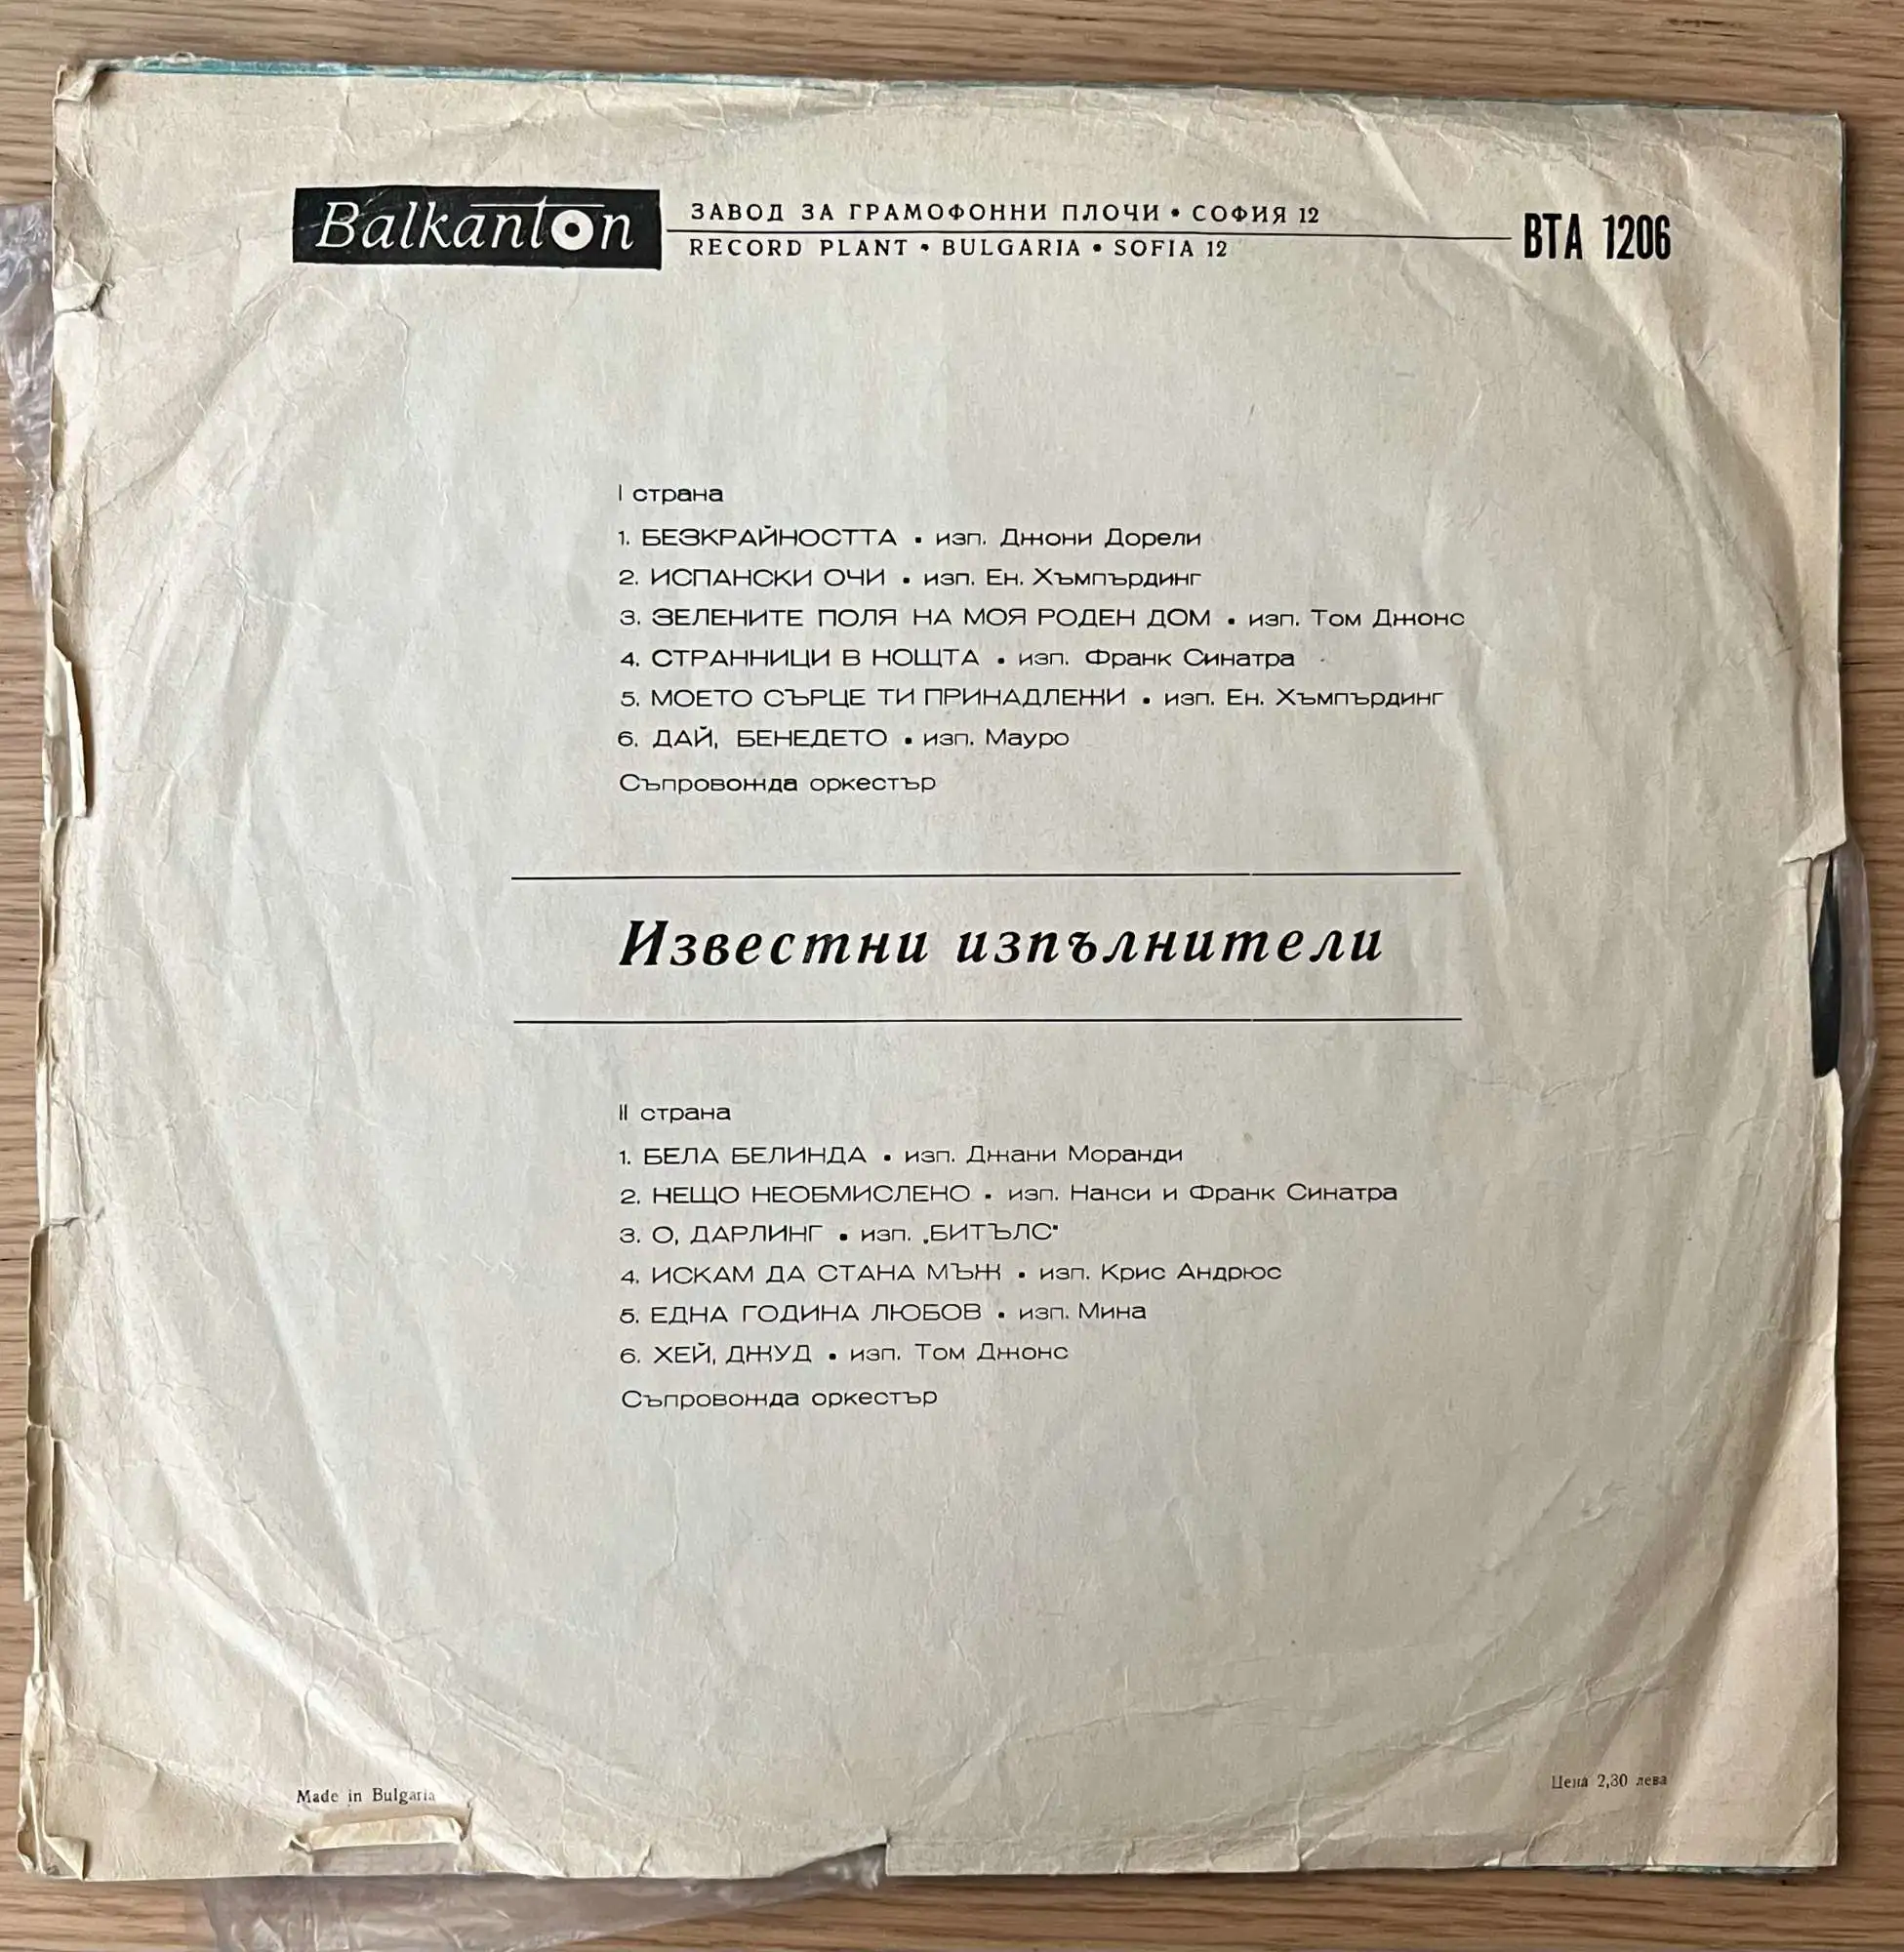 Balkanton
ЗАВОД ЗА ГРАМОФОННИ ПЛОЧИ • СОФИЯ 12
RECORD PLANT • BULGARIA • SOFIA 12
ВТА 1206
I страна
1. БЕЗКРАЙНОСТТА • изп. Джони Дорели
2. ИСПАНСКИ ОЧИ • изп. Ен. Хъмпърдинг
3. ЗЕЛЕНИТЕ ПОЛЯ НА МОЯ РОДЕН ДОМ • изп. Том Джонс
4. СТРАННИЦИ В НОЩТА • изп. Франк Синатра
5. МОЕТО СЪРЦЕ ТИ ПРИНАДЛЕЖИ • изп. Ен. Хъмпърдинг
6. ДАЙ, БЕНЕДЕТО • изп. Мауро
Съпровожда оркестър
Известни изпълнители
II страна
1. БЕЛА БЕЛИНДА • изп. Джани Моранди
2. НЕЩО НЕОБМИСЛЕНО • изп. Нанси и Франк Синатра
3. О, ДАРЛИНГ • изп. „БИТЪЛС"
4. ИСКАМ ДА СТАНА МЪЖ • изп. Крис Андрюс
5. ЕДНА ГОДИНА ЛЮБОВ • изп. Мина
6. ХЕЙ, ДЖУД • изп. Том Джонс
Съпровожда оркестър
Made in Bulgaria
Цена 2,30 лева